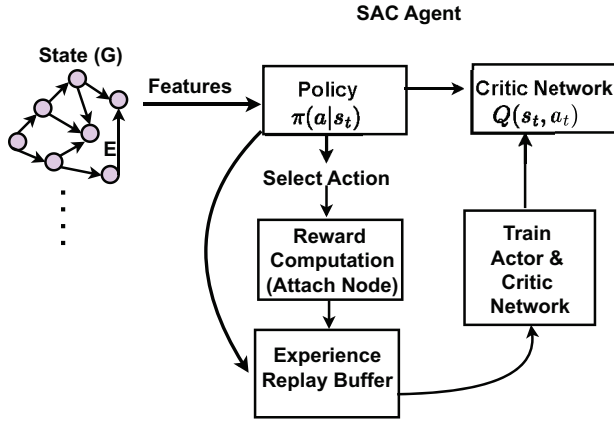 SAC Agent
State (G)
E
Features
Policy
π(a|s_t)
Critic Network
Q(s_t, a_t)
Select Action
Reward
Computation
(Attach Node)
Train
Actor &
Critic
Network
Experience
Replay Buffer